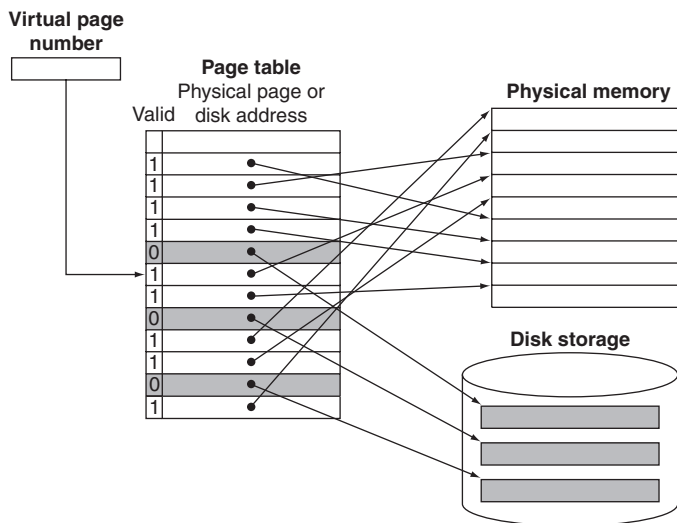 Virtual page
number
Page table
Physical page or
disk address
Valid
Physical memory
1
1
1
1
0
1
1
0
1
1
0
1
Disk storage